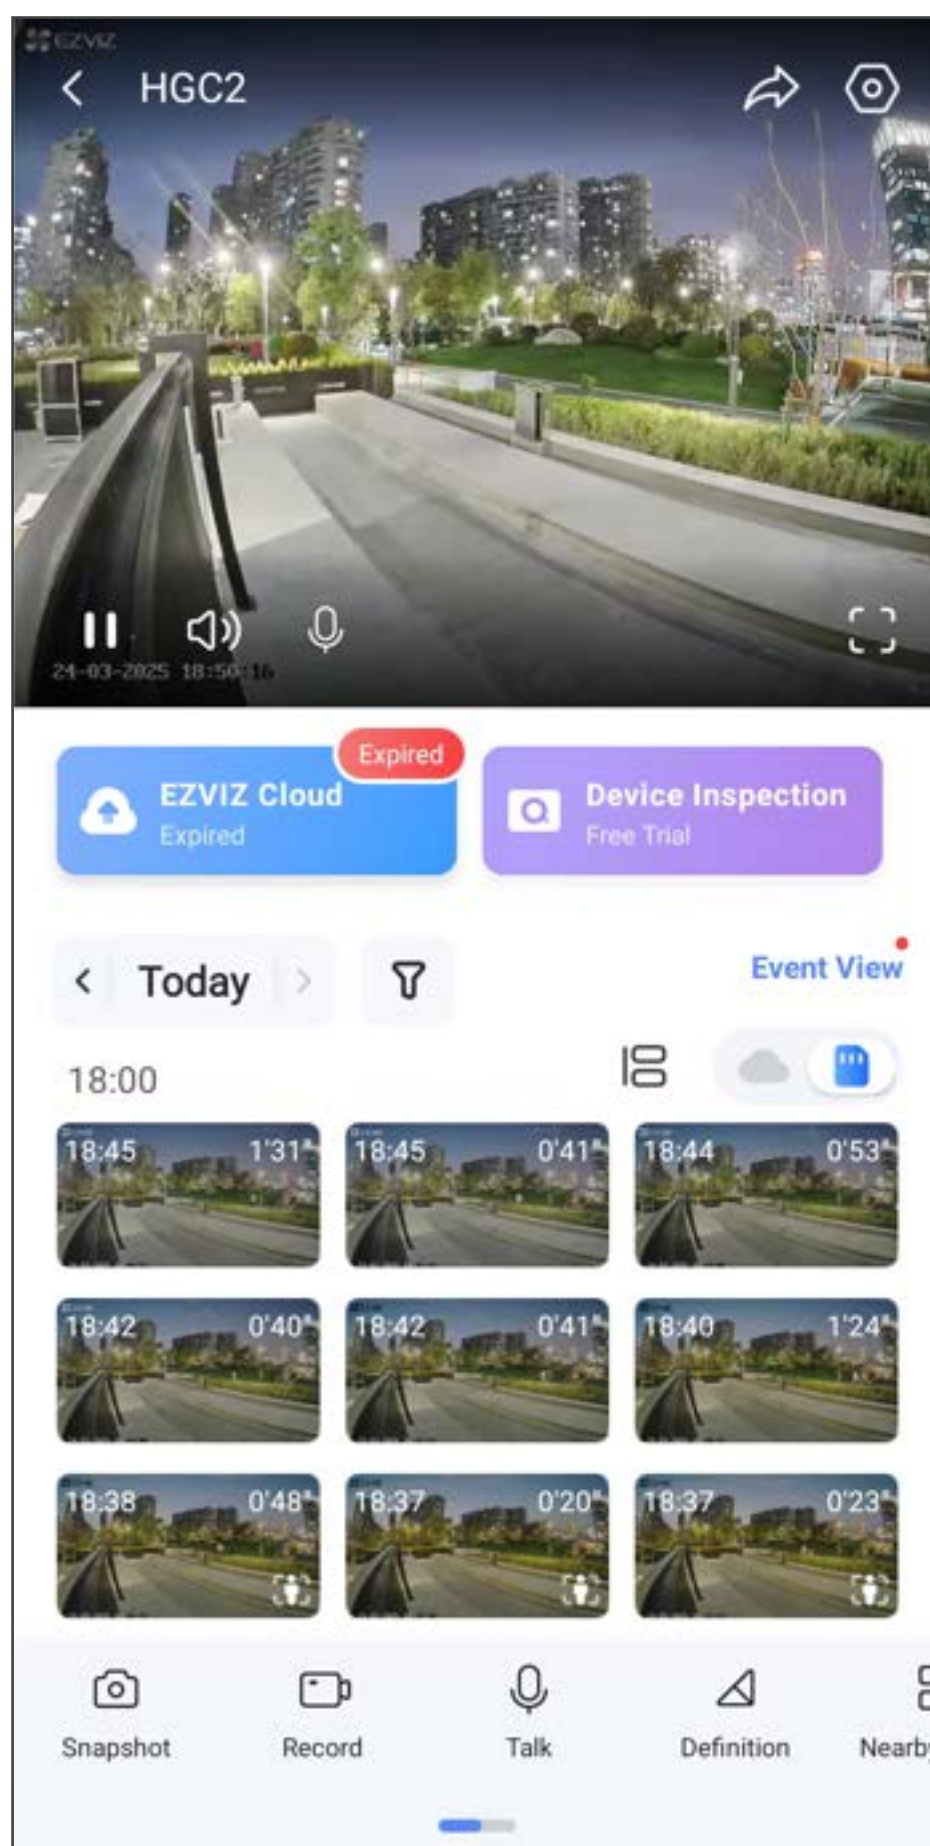 EZVIZ
HGC2
24-03-2025 18:50:16
Expired
EZVIZ Cloud
Expired
Device Inspection
Free Trial
Today
Event View
18:00
18:45 1'31"
18:45 0'41"
18:44 0'53"
18:42 0'40"
18:42 0'41"
18:40 1'24"
18:38 0'48"
18:37 0'20"
18:37 0'23"
Snapshot
Record
Talk
Definition
Nearby